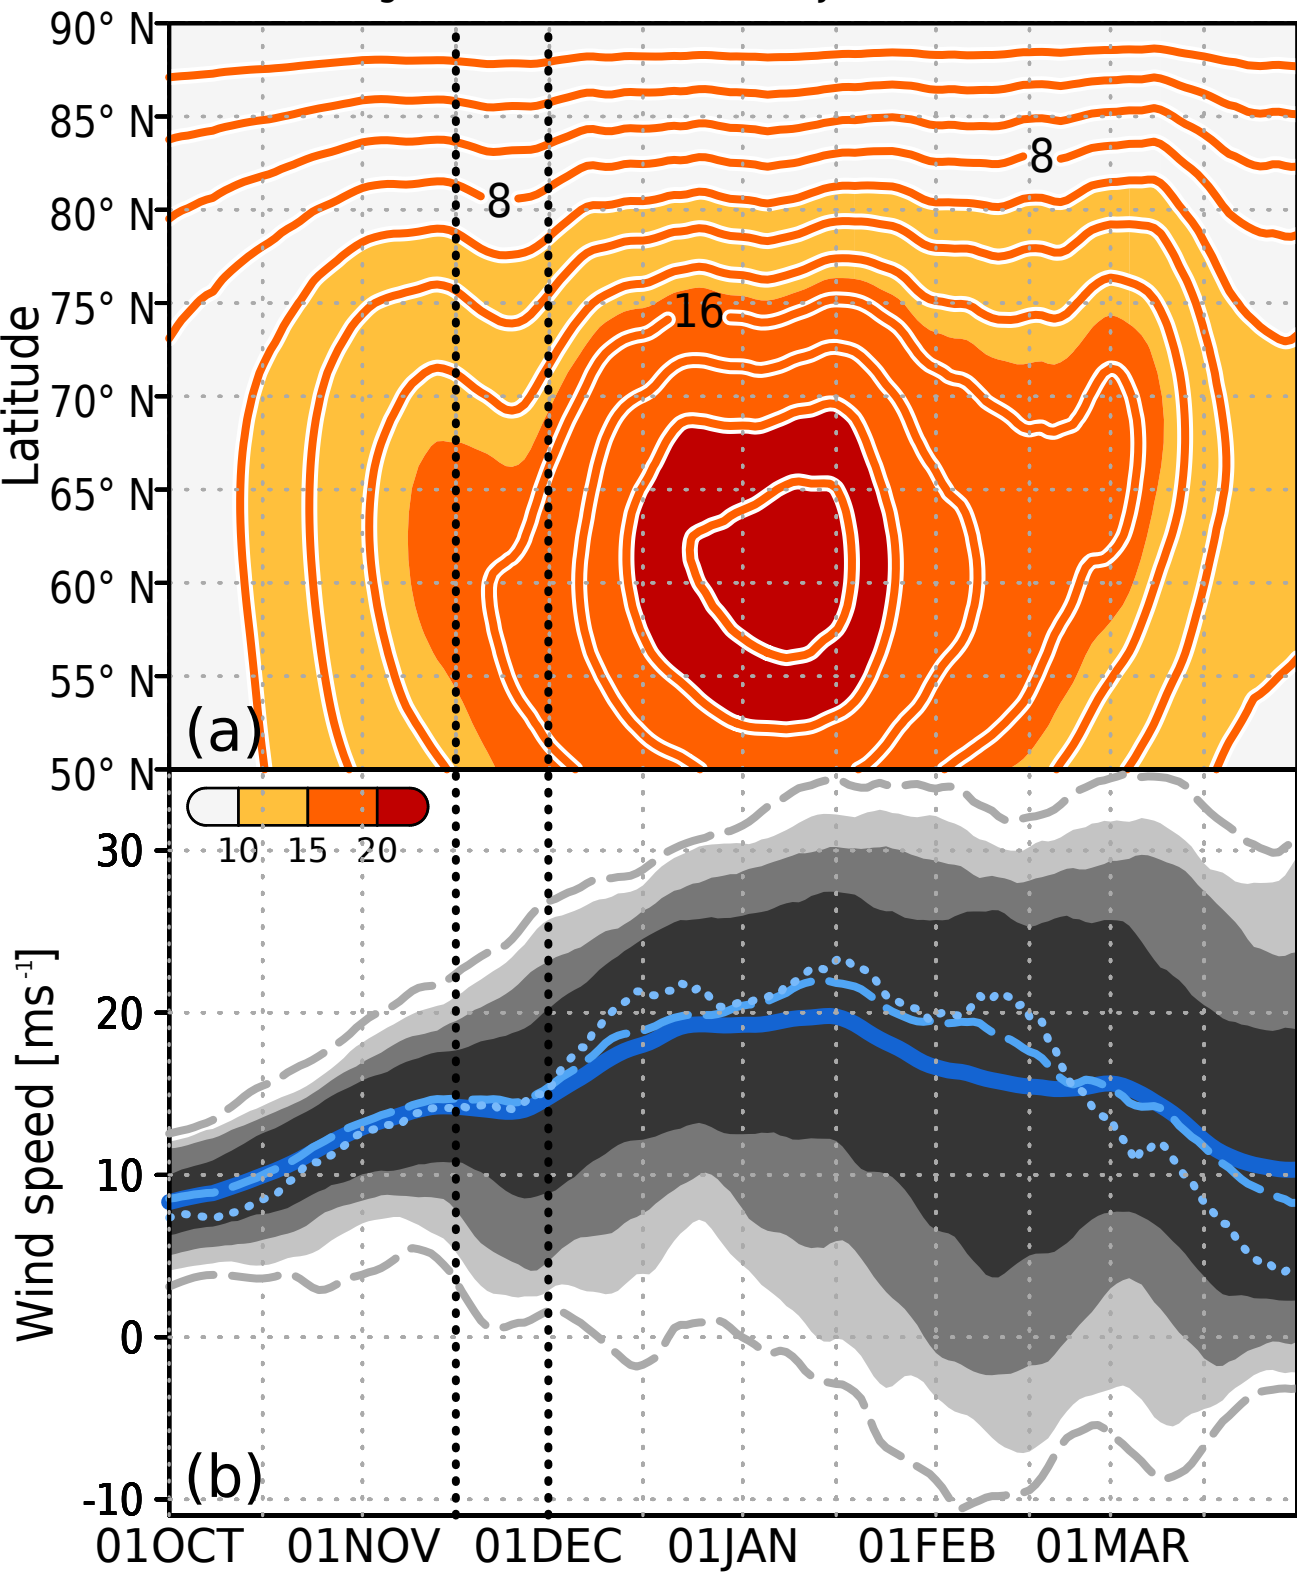 90° N
85° N
80° N
75° N
70° N
65° N
60° N
55° N
50° N
Latitude
8
8
16
(a)
10 15 20
30
20
10
0
-10
Wind speed [ms⁻¹]
(b)
01OCT 01NOV 01DEC 01JAN 01FEB 01MAR